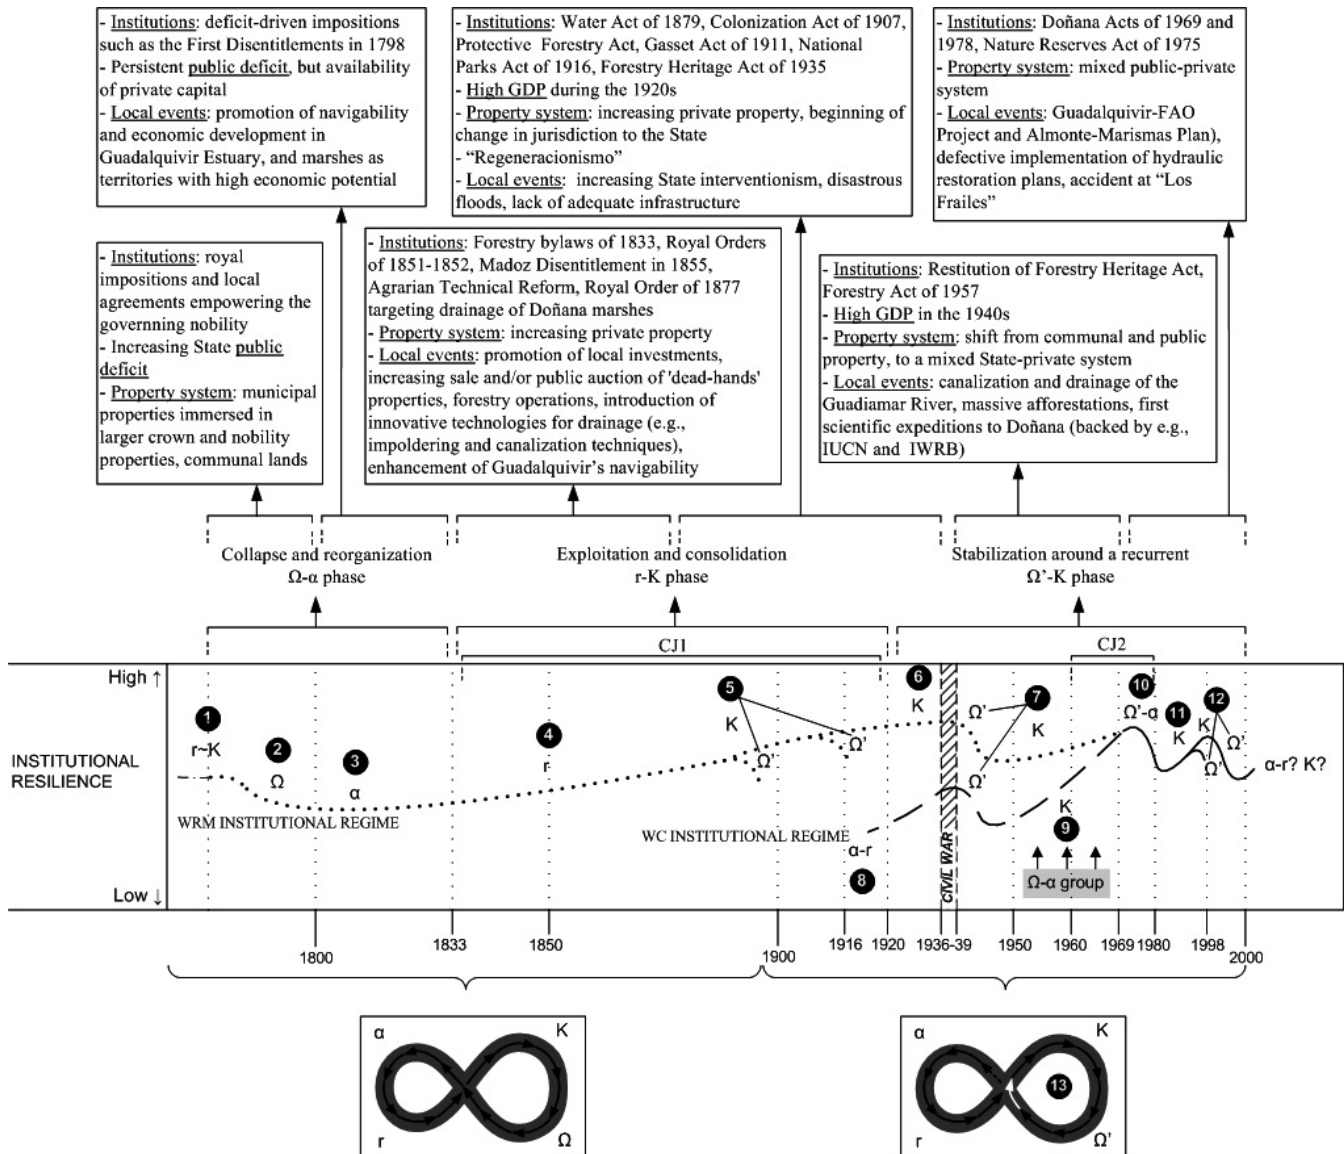 - Institutions: deficit-driven impositions
such as the First Disentitlements in 1798
- Persistent public deficit, but availability
of private capital
- Local events: promotion of navigability
and economic development in
Guadalquivir Estuary, and marshes as
territories with high economic potential
- Institutions: Water Act of 1879, Colonization Act of 1907,
Protective Forestry Act, Gasset Act of 1911, National
Parks Act of 1916, Forestry Heritage Act of 1935
- High GDP during the 1920s
- Property system: increasing private property, beginning of
change in jurisdiction to the State
- “Regeneracionismo”
- Local events: increasing State interventionism, disastrous
floods, lack of adequate infrastructure
- Institutions: Doñana Acts of 1969 and
1978, Nature Reserves Act of 1975
- Property system: mixed public-private
system
- Local events: Guadalquivir-FAO
Project and Almonte-Marismas Plan),
defective implementation of hydraulic
restoration plans, accident at “Los
Frailes”
- Institutions: royal
impositions and local
agreements empowering the
governning nobility
- Increasing State public
deficit
- Property system: municipal
properties immersed in
larger crown and nobility
properties, communal lands
- Institutions: Forestry bylaws of 1833, Royal Orders
of 1851-1852, Madoz Disentitlement in 1855,
Agrarian Technical Reform, Royal Order of 1877
targeting drainage of Doñana marshes
- Property system: increasing private property
- Local events: promotion of local investments,
increasing sale and/or public auction of 'dead-hands'
properties, forestry operations, introduction of
innovative technologies for drainage (e.g.,
impoldering and canalization techniques),
enhancement of Guadalquivir’s navigability
- Institutions: Restitution of Forestry Heritage Act,
Forestry Act of 1957
- High GDP in the 1940s
- Property system: shift from communal and public
property, to a mixed State-private system
- Local events: canalization and drainage of the
Guadiamar River, massive afforestations, first
scientific expeditions to Doñana (backed by e.g.,
IUCN and IWRB)
Collapse and reorganization
Ω-α phase
Exploitation and consolidation
r-K phase
Stabilization around a recurrent
Ω’-K phase
CJ1
CJ2
High ↑
INSTITUTIONAL
RESILIENCE
Low ↓
1
r~K
2
Ω
3
α
4
r
5
K
Ω’
Ω’
6
K
7
Ω’
K
Ω’
8
α-r
9
K
Ω-α group
10
Ω’-α
11
K
12
K
Ω’
Ω’
α-r? K?
WRM INSTITUTIONAL REGIME
WC INSTITUTIONAL REGIME
CIVIL WAR
1800
1833
1850
1900
1916
1920
1936-39
1950
1960
1969
1980
1998
2000
α
K
r
Ω
α
K
13
r
Ω’